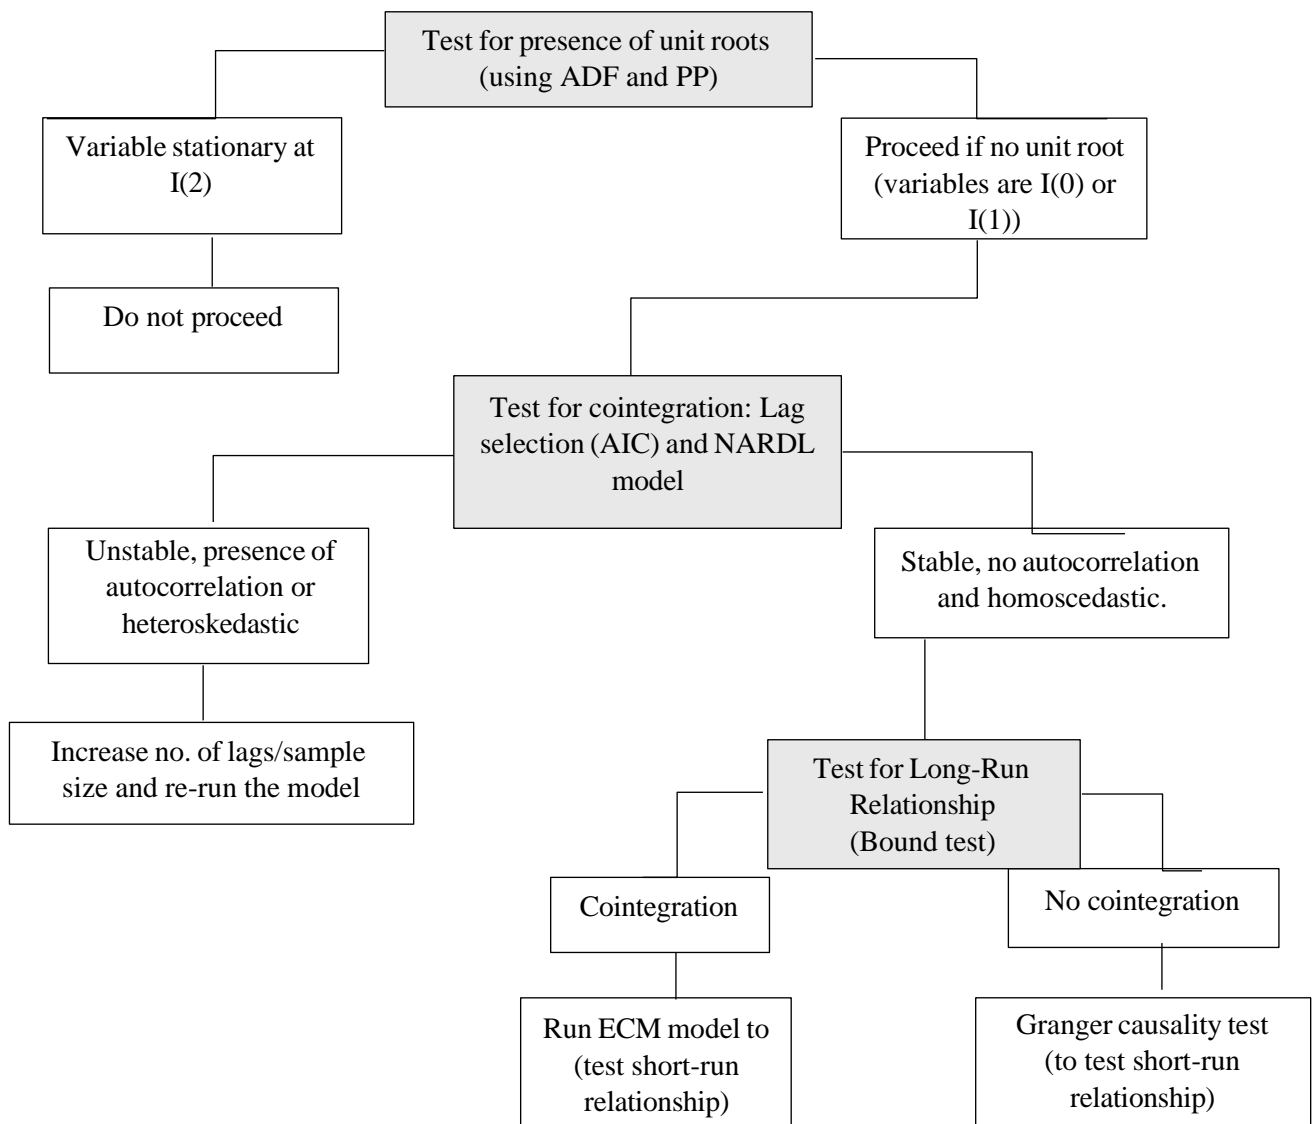 Test for presence of unit roots
(using ADF and PP)
Variable stationary at
I(2)
Proceed if no unit root
(variables are I(0) or
I(1))
Do not proceed
Test for cointegration: Lag
selection (AIC) and NARDL
model
Unstable, presence of
autocorrelation or
heteroskedastic
Stable, no autocorrelation
and homoscedastic.
Increase no. of lags/sample
size and re-run the model
Test for Long-Run
Relationship
(Bound test)
Cointegration
No cointegration
Run ECM model to
(test short-run
relationship)
Granger causality test
(to test short-run
relationship)